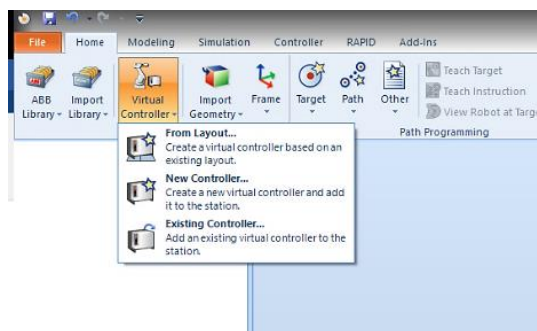 File Home Modeling Simulation Controller RAPID Add-Ins
ABB Library
Import Library
Virtual Controller
Import Geometry
Frame
Target
Path
Other
Teach Target
Teach Instruction
View Robot at Targ
Path Programming
From Layout...
Create a virtual controller based on an
existing layout.
New Controller...
Create a new virtual controller and add
it to the station.
Existing Controller...
Add an existing virtual controller to the
station.